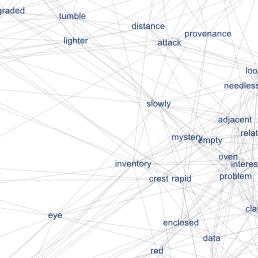 graded
tumble
distance
provenance
lighter
attack
loo
needless
slowly
adjacent
mystery
empty
relat
oven
inventory
interes
crest rapid
problem
eye
cla
enclosed
data
red